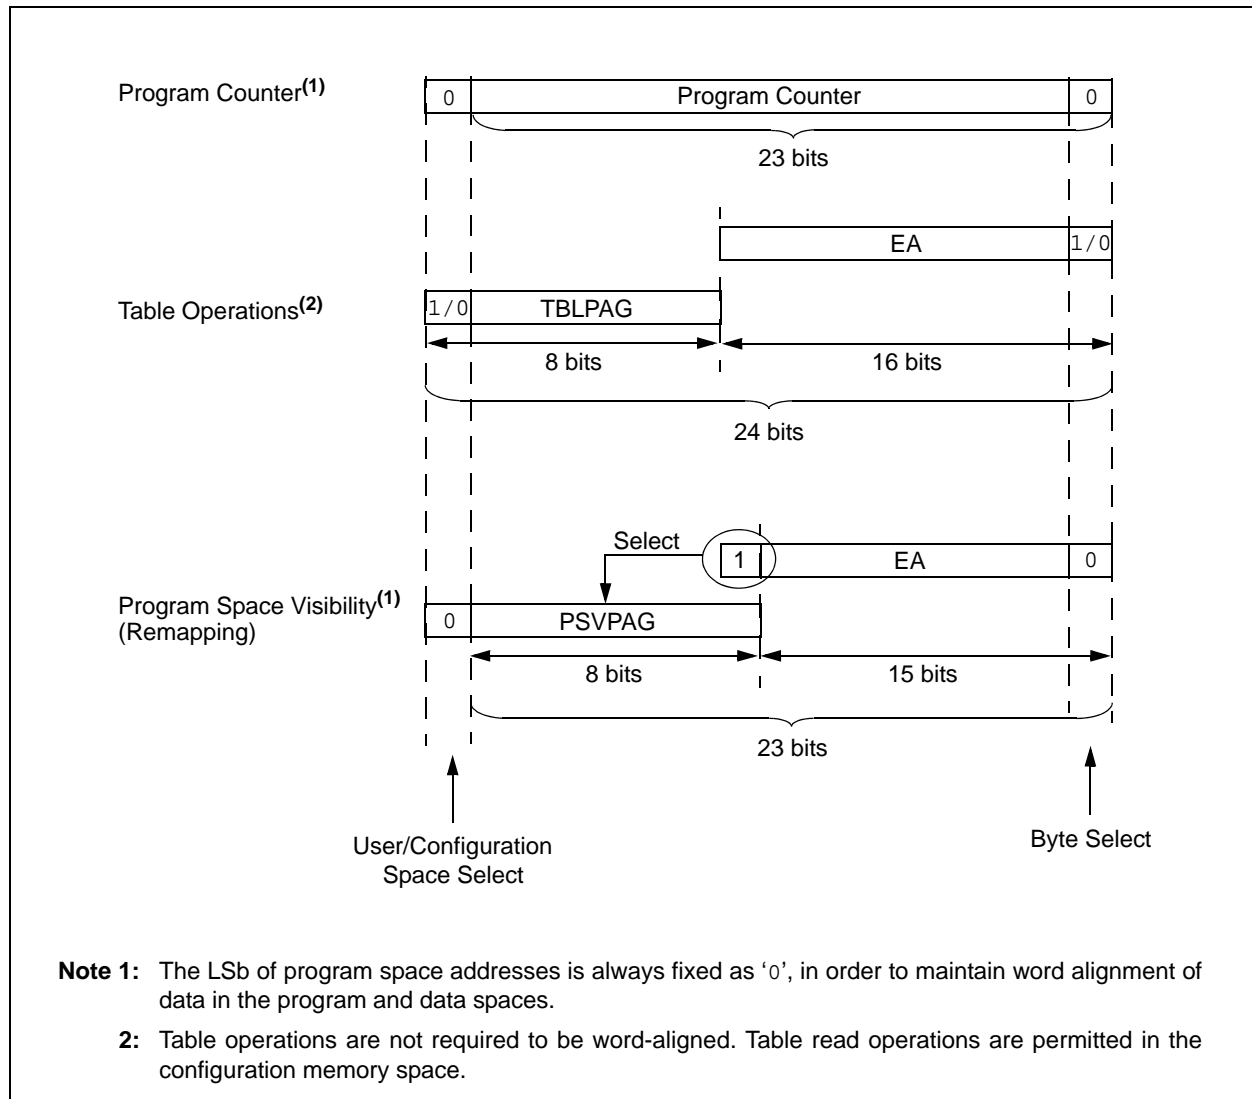 Program Counter(1)
0
Program Counter
0
23 bits
EA
1/0
Table Operations(2)
1/0
TBLPAG
8 bits
16 bits
24 bits
Select
1
EA
0
Program Space Visibility(1)
(Remapping)
0
PSVPAG
8 bits
15 bits
23 bits
User/Configuration
Space Select
Byte Select
Note 1: The LSb of program space addresses is always fixed as ‘0’, in order to maintain word alignment of
data in the program and data spaces.
2: Table operations are not required to be word-aligned. Table read operations are permitted in the
configuration memory space.